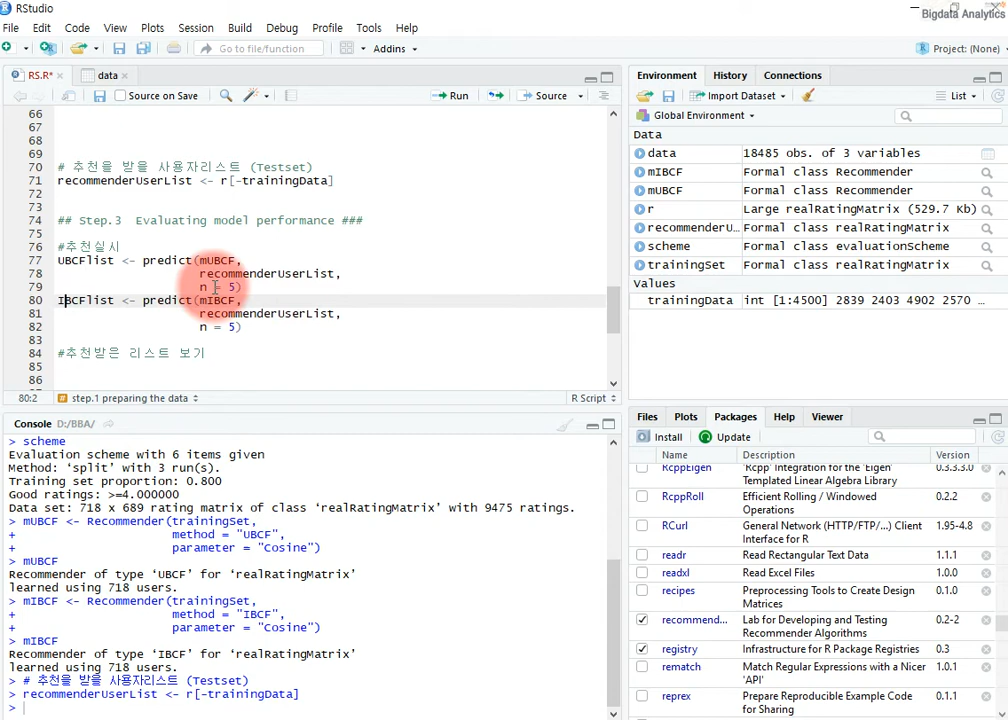 RStudio
Bigdata Analytics
File Edit Code View Plots Session Build Debug Profile Tools Help
Go to file/function Addins Project: (None)
RS.R* data
Source on Save Run Source
66
67
68
69
70 # 추천을 받을 사용자리스트 (Testset)
71 recommenderUserList <- r[-trainingData]
72
73
74 ## Step.3 Evaluating model performance ###
75
76 #추천실시
77 UBCFlist <- predict(mUBCF,
78 recommenderUserList,
79 n = 5)
80 IBCFlist <- predict(mIBCF,
81 recommenderUserList,
82 n = 5)
83
84 #추천받은 리스트 보기
85
86
80:2 step.1 preparing the data R Script
Console D:/BBA/
> scheme
Evaluation scheme with 6 items given
Method: ‘split’ with 3 run(s).
Training set proportion: 0.800
Good ratings: >=4.000000
Data set: 718 x 689 rating matrix of class ‘realRatingMatrix’ with 9475 ratings.
> mUBCF <- Recommender(trainingSet,
+ method = "UBCF",
+ parameter = "Cosine")
> mUBCF
Recommender of type ‘UBCF’ for ‘realRatingMatrix’
learned using 718 users.
> mIBCF <- Recommender(trainingSet,
+ method = "IBCF",
+ parameter = "Cosine")
> mIBCF
Recommender of type ‘IBCF’ for ‘realRatingMatrix’
learned using 718 users.
> # 추천을 받을 사용자리스트 (Testset)
> recommenderUserList <- r[-trainingData]
>
Environment History Connections
Import Dataset List
Global Environment
Data
data 18485 obs. of 3 variables
mIBCF Formal class Recommender
mUBCF Formal class Recommender
r Large realRatingMatrix (529.7 Kb)
recommenderU… Formal class realRatingMatrix
scheme Formal class evaluationScheme
trainingSet Formal class realRatingMatrix
Values
trainingData int [1:4500] 2839 2403 4902 2570 …
Files Plots Packages Help Viewer
Install Update
Name Description Version
RcppEigen 'Rcpp' Integration for the 'Eigen' Templated Linear Algebra Library 0.3.3.3.0
RcppRoll Efficient Rolling / Windowed Operations 0.2.2
RCurl General Network (HTTP/FTP/...) Client Interface for R 1.95-4.8
readr Read Rectangular Text Data 1.1.1
readxl Read Excel Files 1.0.0
recipes Preprocessing Tools to Create Design Matrices 0.1.0
recommend... Lab for Developing and Testing Recommender Algorithms 0.2-2
registry Infrastructure for R Package Registries 0.3
rematch Match Regular Expressions with a Nicer 'API' 1.0.1
reprex Prepare Reproducible Example Code for Sharing 0.1.1